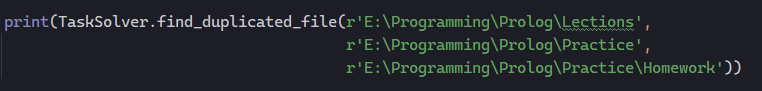 print(TaskSolver.find_duplicated_file(r'E:\Programming\Prolog\Lections',
r'E:\Programming\Prolog\Practice',
r'E:\Programming\Prolog\Practice\Homework'))